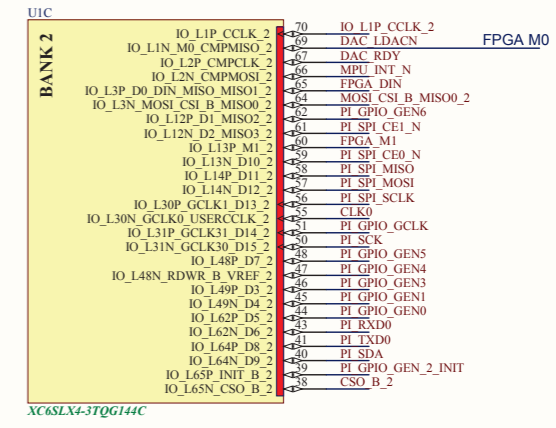 U1C
BANK 2
IO_L1P_CCLK_2 70 IO_L1P_CCLK_2
IO_L1N_M0_CMPMISO_2 69 DAC_LDACN FPGA M0
IO_L2P_CMPCLK_2 67 DAC_RDY
IO_L2N_CMPMOSI_2 66 MPU_INT_N
IO_L3P_D0_DIN_MISO_MISO1_2 65 FPGA_DIN
IO_L3N_MOSI_CSI_B_MISO0_2 64 MOSI_CSI_B_MISO0_2
IO_L12P_D1_MISO2_2 62 PI_GPIO_GEN6
IO_L12N_D2_MISO3_2 61 PI_SPI_CE1_N
IO_L13P_M1_2 60 FPGA_M1
IO_L13N_D10_2 59 PI_SPI_CE0_N
IO_L14P_D11_2 58 PI_SPI_MISO
IO_L14N_D12_2 57 PI_SPI_MOSI
IO_L30P_GCLK1_D13_2 56 PI_SPI_SCLK
IO_L30N_GCLK0_USERCCLK_2 55 CLK0
IO_L31P_GCLK31_D14_2 51 PI_GPIO_GCLK
IO_L31N_GCLK30_D15_2 50 PI_SCK
IO_L48P_D7_2 48 PI_GPIO_GEN5
IO_L48N_RDWR_B_VREF_2 47 PI_GPIO_GEN4
IO_L49P_D3_2 46 PI_GPIO_GEN3
IO_L49N_D4_2 45 PI_GPIO_GEN1
IO_L62P_D5_2 44 PI_GPIO_GEN0
IO_L62N_D6_2 43 PI_RXD0
IO_L64P_D8_2 41 PI_TXD0
IO_L64N_D9_2 40 PI_SDA
IO_L65P_INIT_B_2 39 PI_GPIO_GEN_2_INIT
IO_L65N_CSO_B_2 38 CSO_B_2
XC6SLX4-3TQG144C